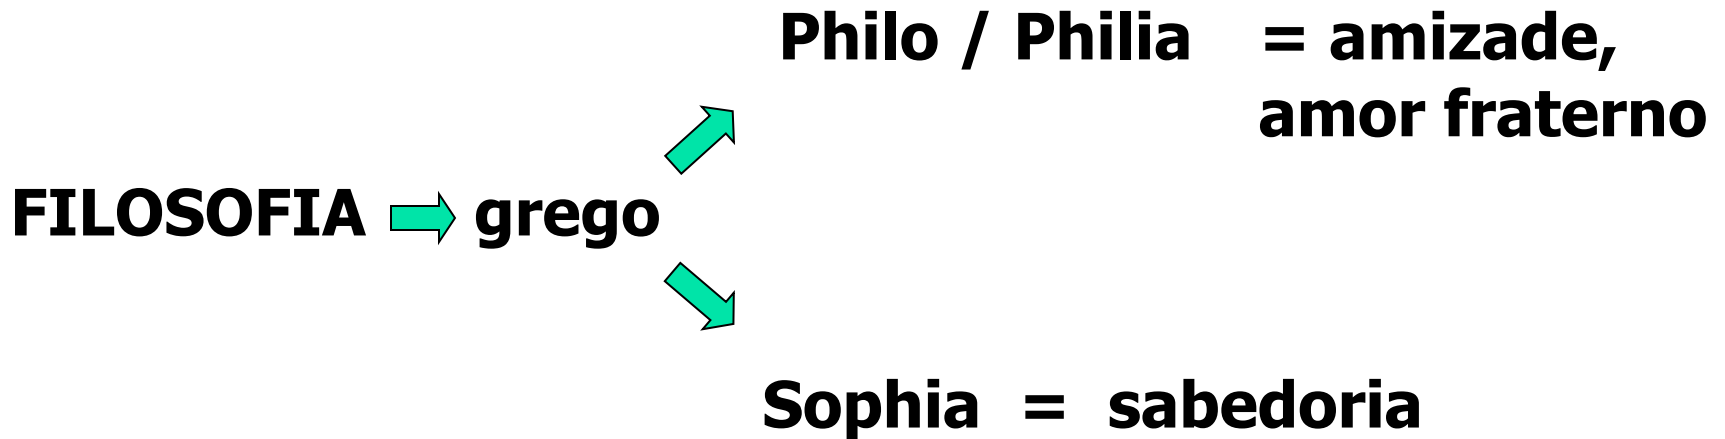 Philo / Philia = amizade,
amor fraterno
FILOSOFIA grego
Sophia = sabedoria